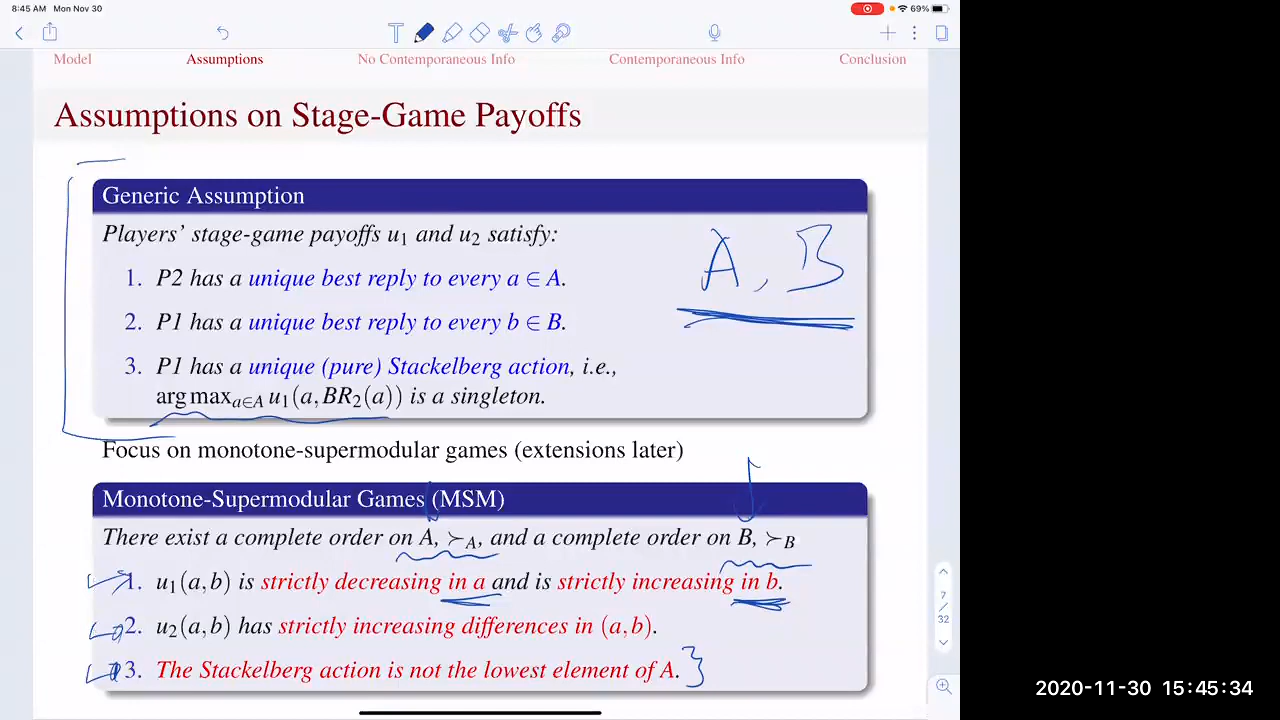 8:45 AM Mon Nov 30
69%
Model Assumptions No Contemporaneous Info Contemporaneous Info Conclusion
Assumptions on Stage-Game Payoffs
Generic Assumption
Players' stage-game payoffs u₁ and u₂ satisfy:
1. P2 has a unique best reply to every a ∈ A.
2. P1 has a unique best reply to every b ∈ B.
3. P1 has a unique (pure) Stackelberg action, i.e.,
arg max_{a∈A} u₁(a, BR₂(a)) is a singleton.
A, B
Focus on monotone-supermodular games (extensions later)
Monotone-Supermodular Games (MSM)
There exist a complete order on A, ≻_A, and a complete order on B, ≻_B
1. u₁(a,b) is strictly decreasing in a and is strictly increasing in b.
2. u₂(a,b) has strictly increasing differences in (a,b).
3. The Stackelberg action is not the lowest element of A.
7
/
32
2020-11-30 15:45:34